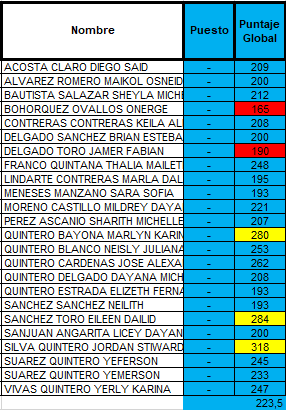 Nombre Puesto Puntaje Global
ACOSTA CLARO DIEGO SAID - 209
ALVAREZ ROMERO MAIKOL OSNEID - 200
BAUTISTA SALAZAR SHEYLA MICHE - 212
BOHORQUEZ OVALLOS ONERGE - 185
CONTRERAS CONTRERAS KEILA AL - 208
DELGADO SANCHEZ BRIAN ESTEBA - 200
DELGADO TORO JAMER FABIAN - 190
FRANCO QUINTANA THALIA MAILET - 248
LINDARTE CONTRERAS MARLA DAL - 195
MENESES MANZANO SARA SOFIA - 193
MORENO CASTILLO MILDREY DAYA - 221
PEREZ ASCANIO SHARITH MICHELLE - 207
QUINTERO BAYONA MARLYN KARIN - 280
QUINTERO BLANCO NEISLY JULIANA - 253
QUINTERO CARDENAS JOSE ALEXA - 262
QUINTERO DELGADO DAYANA MICH - 208
QUINTERO ESTRADA ELIZETH FERNA - 193
SANCHEZ SANCHEZ NEILITH - 193
SANCHEZ TORO EILEEN DAILID - 284
SANJUAN ANGARITA LICEY DAYAN - 200
SILVA QUINTERO JORDAN STIWARD - 318
SUAREZ QUINTERO YEFERSON - 245
SUAREZ QUINTERO YEMERSON - 233
VIVAS QUINTERO YERLY KARINA - 247
223,5